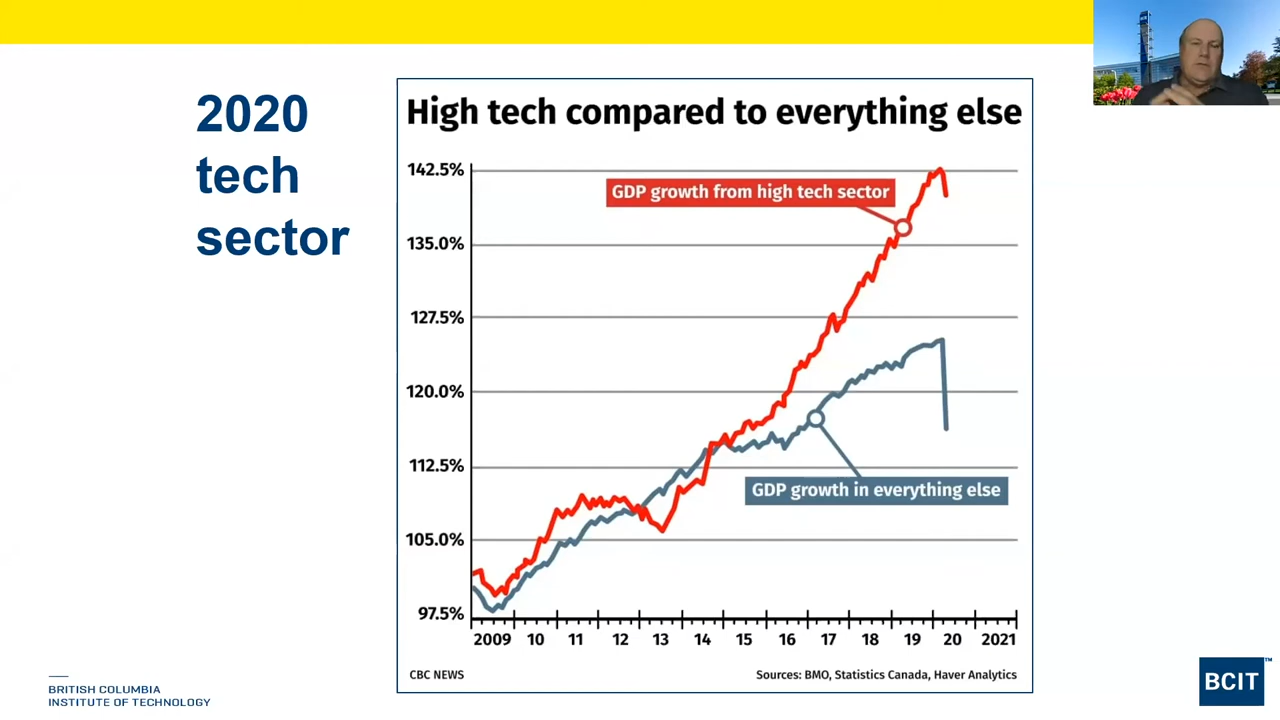 2020
tech
sector
High tech compared to everything else
142.5%
GDP growth from high tech sector
135.0%
127.5%
120.0%
112.5%
GDP growth in everything else
105.0%
97.5%
2009 10 11 12 13 14 15 16 17 18 19 20 2021
CBC NEWS
Sources: BMO, Statistics Canada, Haver Analytics
BRITISH COLUMBIA
INSTITUTE OF TECHNOLOGY
BCIT™